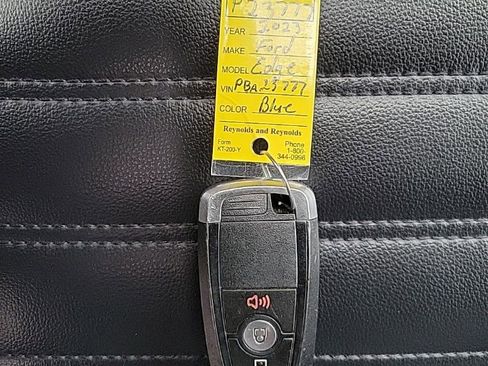 P23777
YEAR 2023
MAKE Ford
MODEL Edge
VIN PBA23777
COLOR Blue
Reynolds and Reynolds
Form Phone
KT-200-Y 1-800-
344-0996